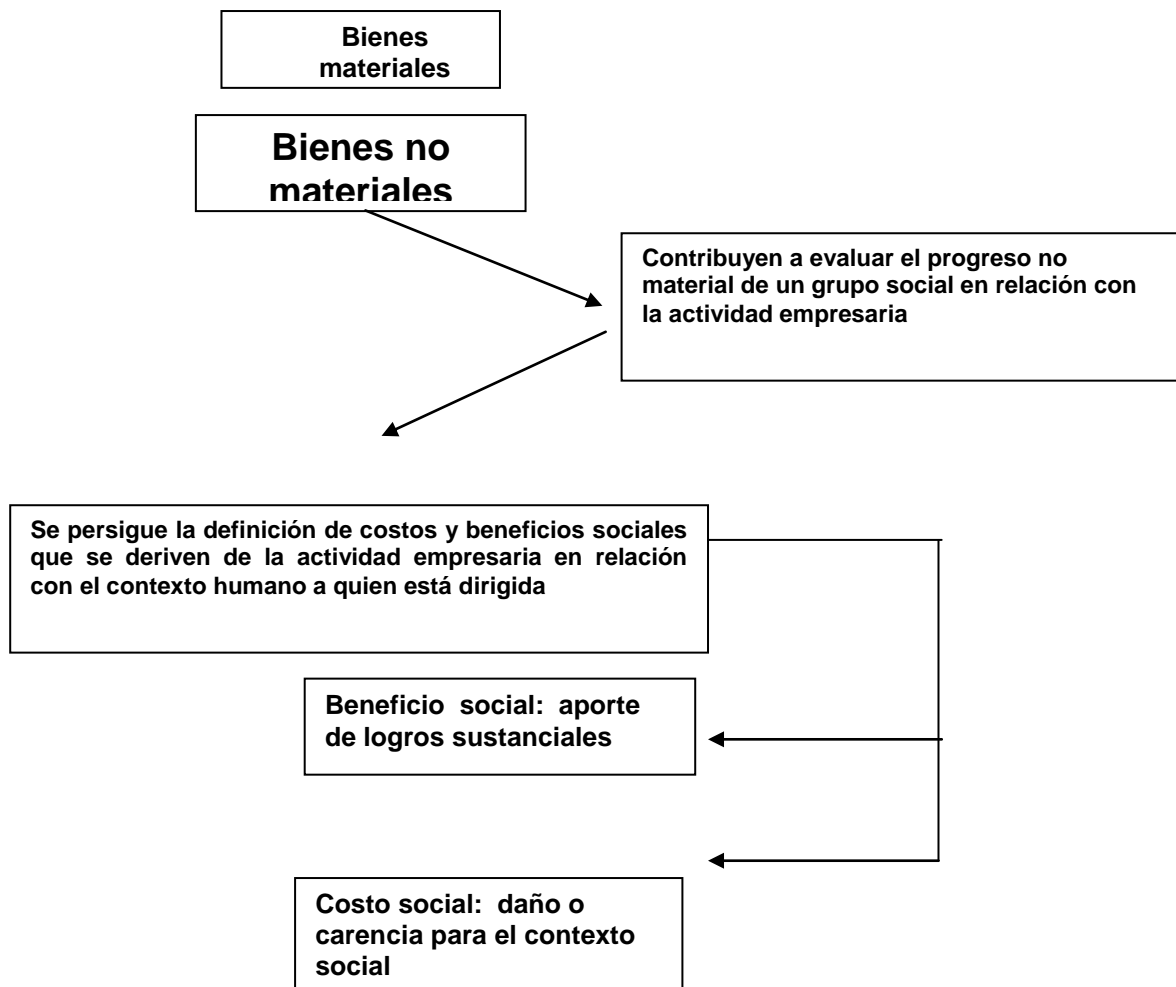 Bienes
materiales
Bienes no
materiales
Contribuyen a evaluar el progreso no
material de un grupo social en relación con
la actividad empresaria
Se persigue la definición de costos y beneficios sociales
que se deriven de la actividad empresaria en relación
con el contexto humano a quien está dirigida
Beneficio social: aporte
de logros sustanciales
Costo social: daño o
carencia para el contexto
social